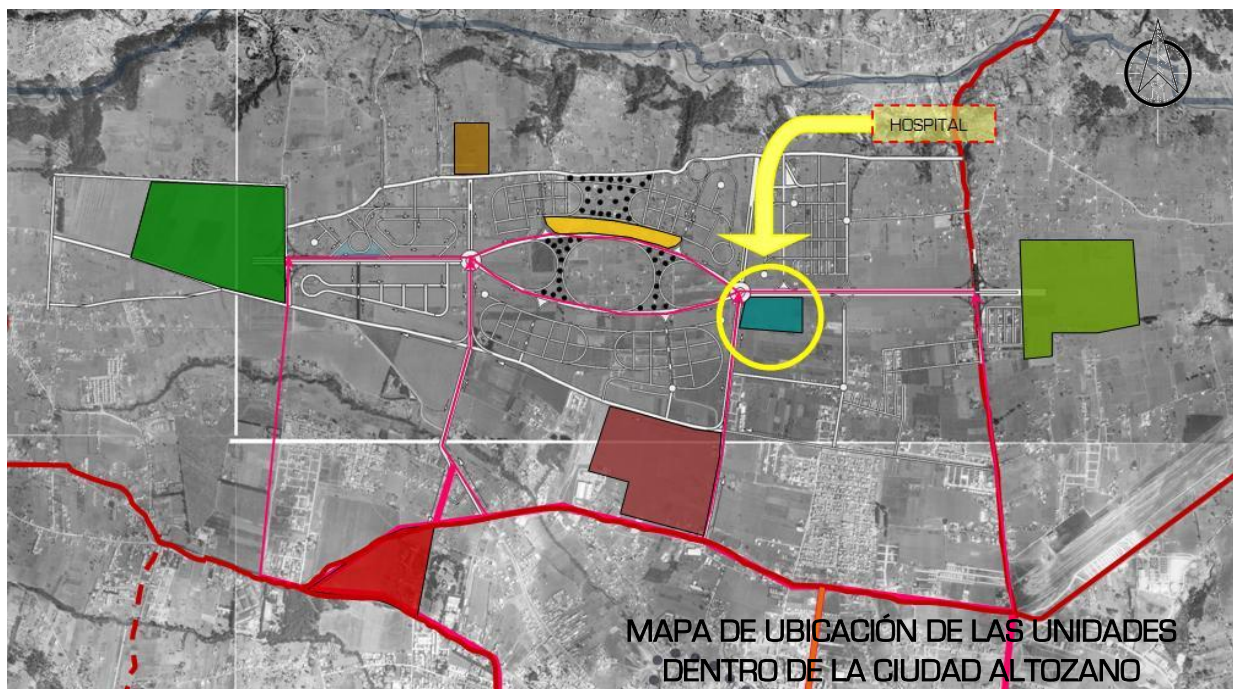 HOSPITAL
MAPA DE UBICACIÓN DE LAS UNIDADES
DENTRO DE LA CIUDAD ALTOZANO